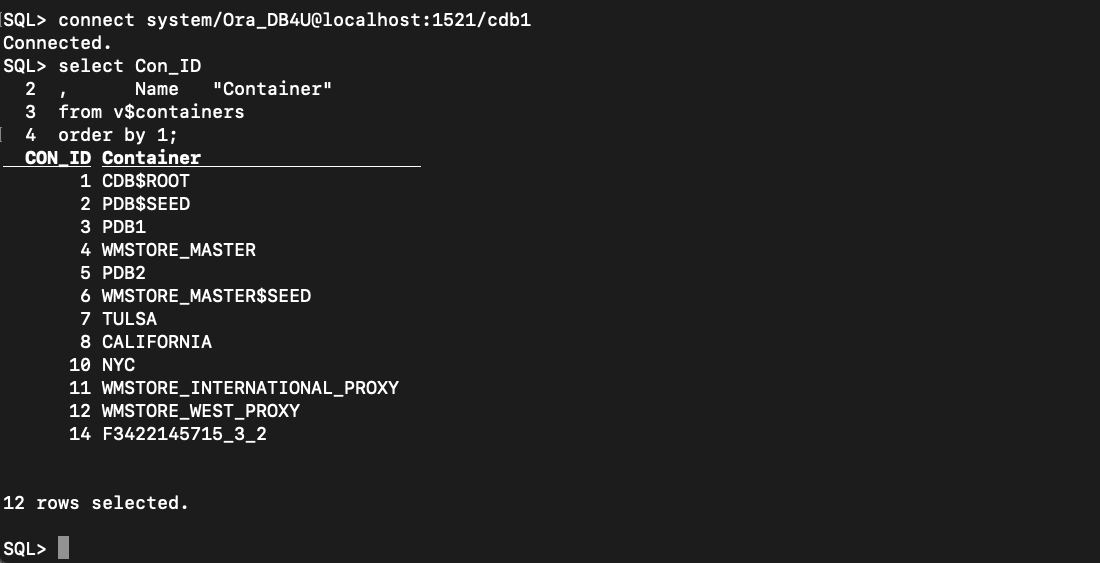 SQL> connect system/Ora_DB4U@localhost:1521/cdb1
Connected.
SQL> select Con_ID
  2  ,      Name   "Container"
  3  from v$containers
  4  order by 1;
  CON_ID Container
       1 CDB$ROOT
       2 PDB$SEED
       3 PDB1
       4 WMSTORE_MASTER
       5 PDB2
       6 WMSTORE_MASTER$SEED
       7 TULSA
       8 CALIFORNIA
      10 NYC
      11 WMSTORE_INTERNATIONAL_PROXY
      12 WMSTORE_WEST_PROXY
      14 F3422145715_3_2
12 rows selected.
SQL>